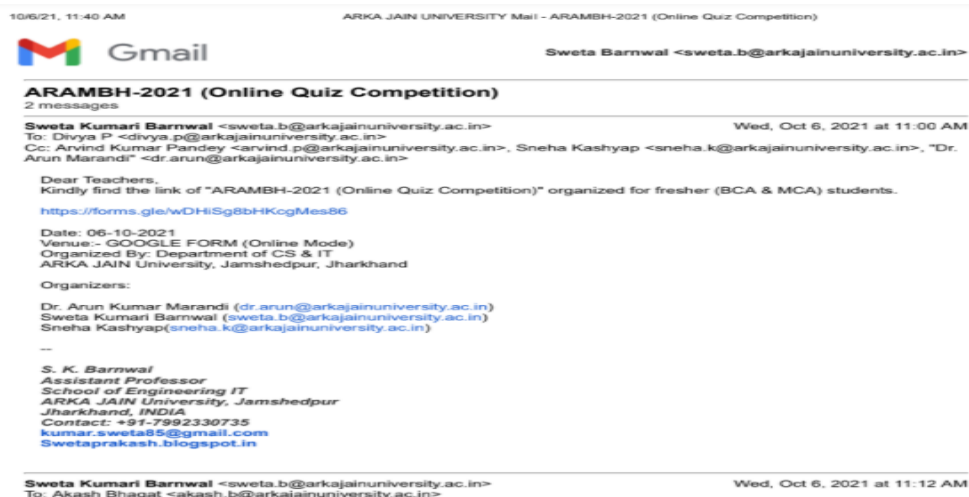 10/6/21, 11:40 AM ARKA JAIN UNIVERSITY Mail - ARAMBH-2021 (Online Quiz Competition)
Gmail Sweta Barnwal <sweta.b@arkajainuniversity.ac.in>
ARAMBH-2021 (Online Quiz Competition)
2 messages
Sweta Kumari Barnwal <sweta.b@arkajainuniversity.ac.in> Wed, Oct 6, 2021 at 11:00 AM
To: Divya P <divya.p@arkajainuniversity.ac.in>
Cc: Arvind Kumar Pandey <arvind.p@arkajainuniversity.ac.in>, Sneha Kashyap <sneha.k@arkajainuniversity.ac.in>, "Dr.
Arun Marandi" <dr.arun@arkajainuniversity.ac.in>
Dear Teachers,
Kindly find the link of "ARAMBH-2021 (Online Quiz Competition)" organized for fresher (BCA & MCA) students.
https://forms.gle/wDHiSg8bHKcgMes86
Date: 06-10-2021
Venue:- GOOGLE FORM (Online Mode)
Organized By: Department of CS & IT
ARKA JAIN University, Jamshedpur, Jharkhand
Organizers:
Dr. Arun Kumar Marandi (dr.arun@arkajainuniversity.ac.in)
Sweta Kumari Barnwal (sweta.b@arkajainuniversity.ac.in)
Sneha Kashyap(sneha.k@arkajainuniversity.ac.in)
--
S. K. Barnwal
Assistant Professor
School of Engineering IT
ARKA JAIN University, Jamshedpur
Jharkhand, INDIA
Contact: +91-7992330735
kumar.sweta85@gmail.com
Swetaprakash.blogspot.in
Sweta Kumari Barnwal <sweta.b@arkajainuniversity.ac.in> Wed, Oct 6, 2021 at 11:12 AM
To: Akash Bhagat <akash.b@arkajainuniversity.ac.in>